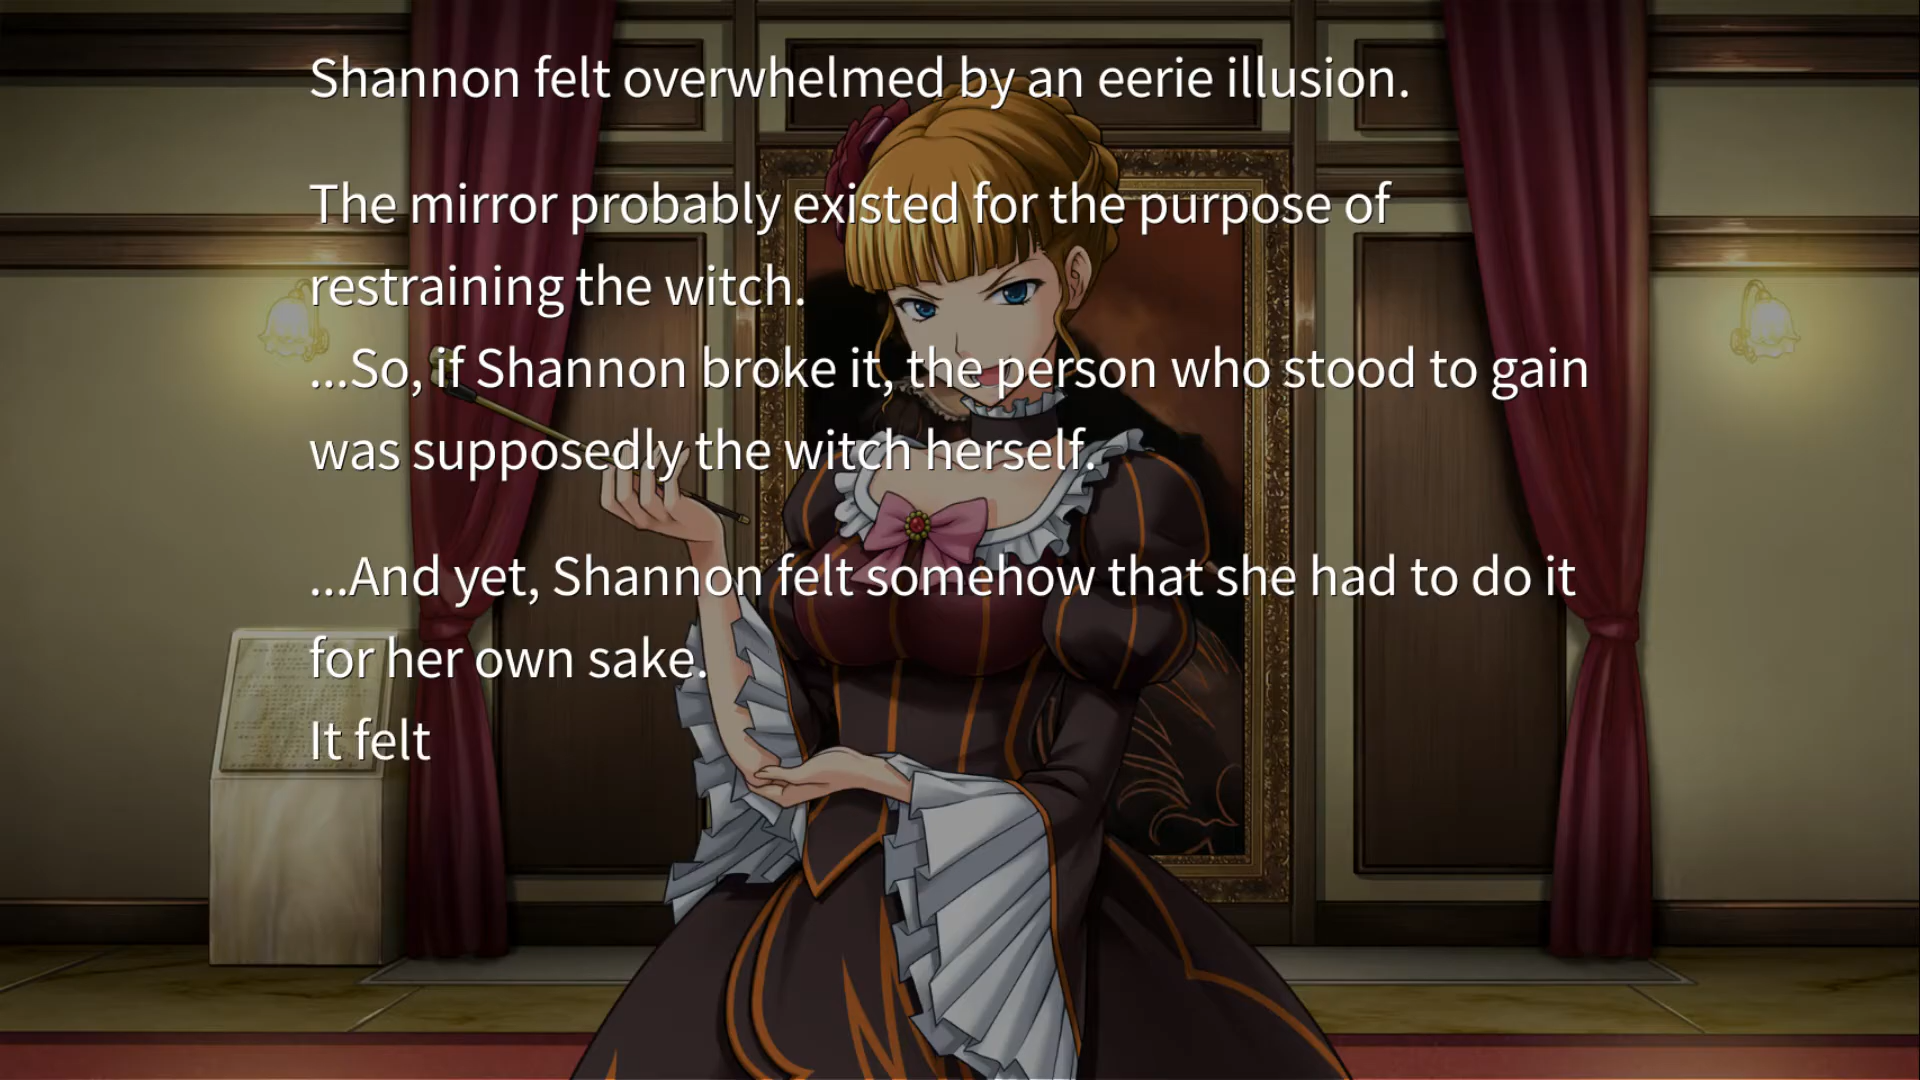 Shannon felt overwhelmed by an eerie illusion.
The mirror probably existed for the purpose of
restraining the witch.
...So, if Shannon broke it, the person who stood to gain
was supposedly the witch herself.
...And yet, Shannon felt somehow that she had to do it
for her own sake.
It felt